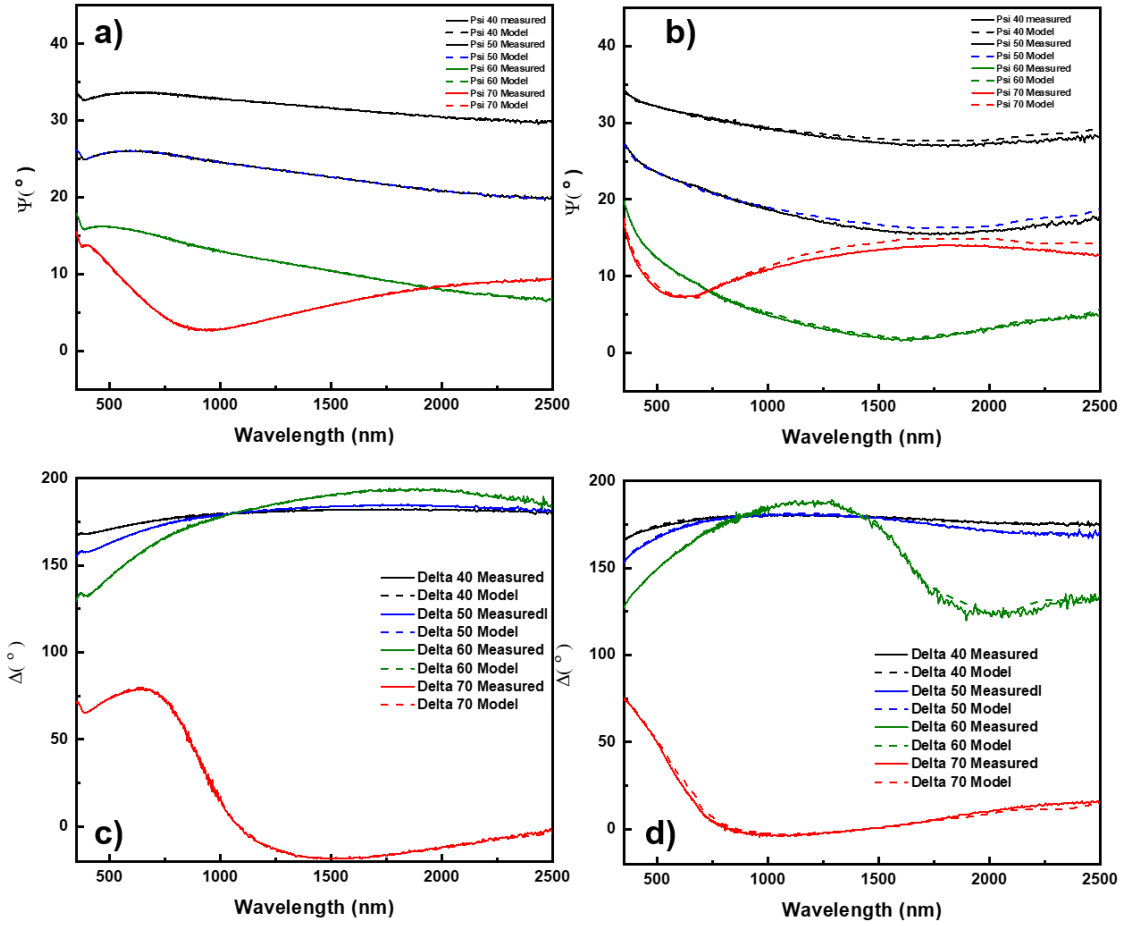 a)
Psi 40 measured
Psi 40 Model
Psi 50 Measured
Psi 50 Model
Psi 60 Measured
Psi 60 Model
Psi 70 Measured
Psi 70 Model
40
30
20
10
0
Ψ(°)
500
1000
1500
2000
2500
Wavelength (nm)
b)
Psi 40 measured
Psi 40 Model
Psi 50 Measured
Psi 50 Model
Psi 60 Measured
Psi 60 Model
Psi 70 Measured
Psi 70 Model
40
30
20
10
0
Ψ(°)
500
1000
1500
2000
2500
Wavelength (nm)
200
150
100
50
0
Δ(°)
Delta 40 Measured
Delta 40 Model
Delta 50 Measuredl
Delta 50 Model
Delta 60 Measured
Delta 60 Model
Delta 70 Measured
Delta 70 Model
c)
500
1000
1500
2000
2500
Wavelength (nm)
200
150
100
50
0
Δ(°)
Delta 40 Measured
Delta 40 Model
Delta 50 Measuredl
Delta 50 Model
Delta 60 Measured
Delta 60 Model
Delta 70 Measured
Delta 70 Model
d)
500
1000
1500
2000
2500
Wavelength (nm)